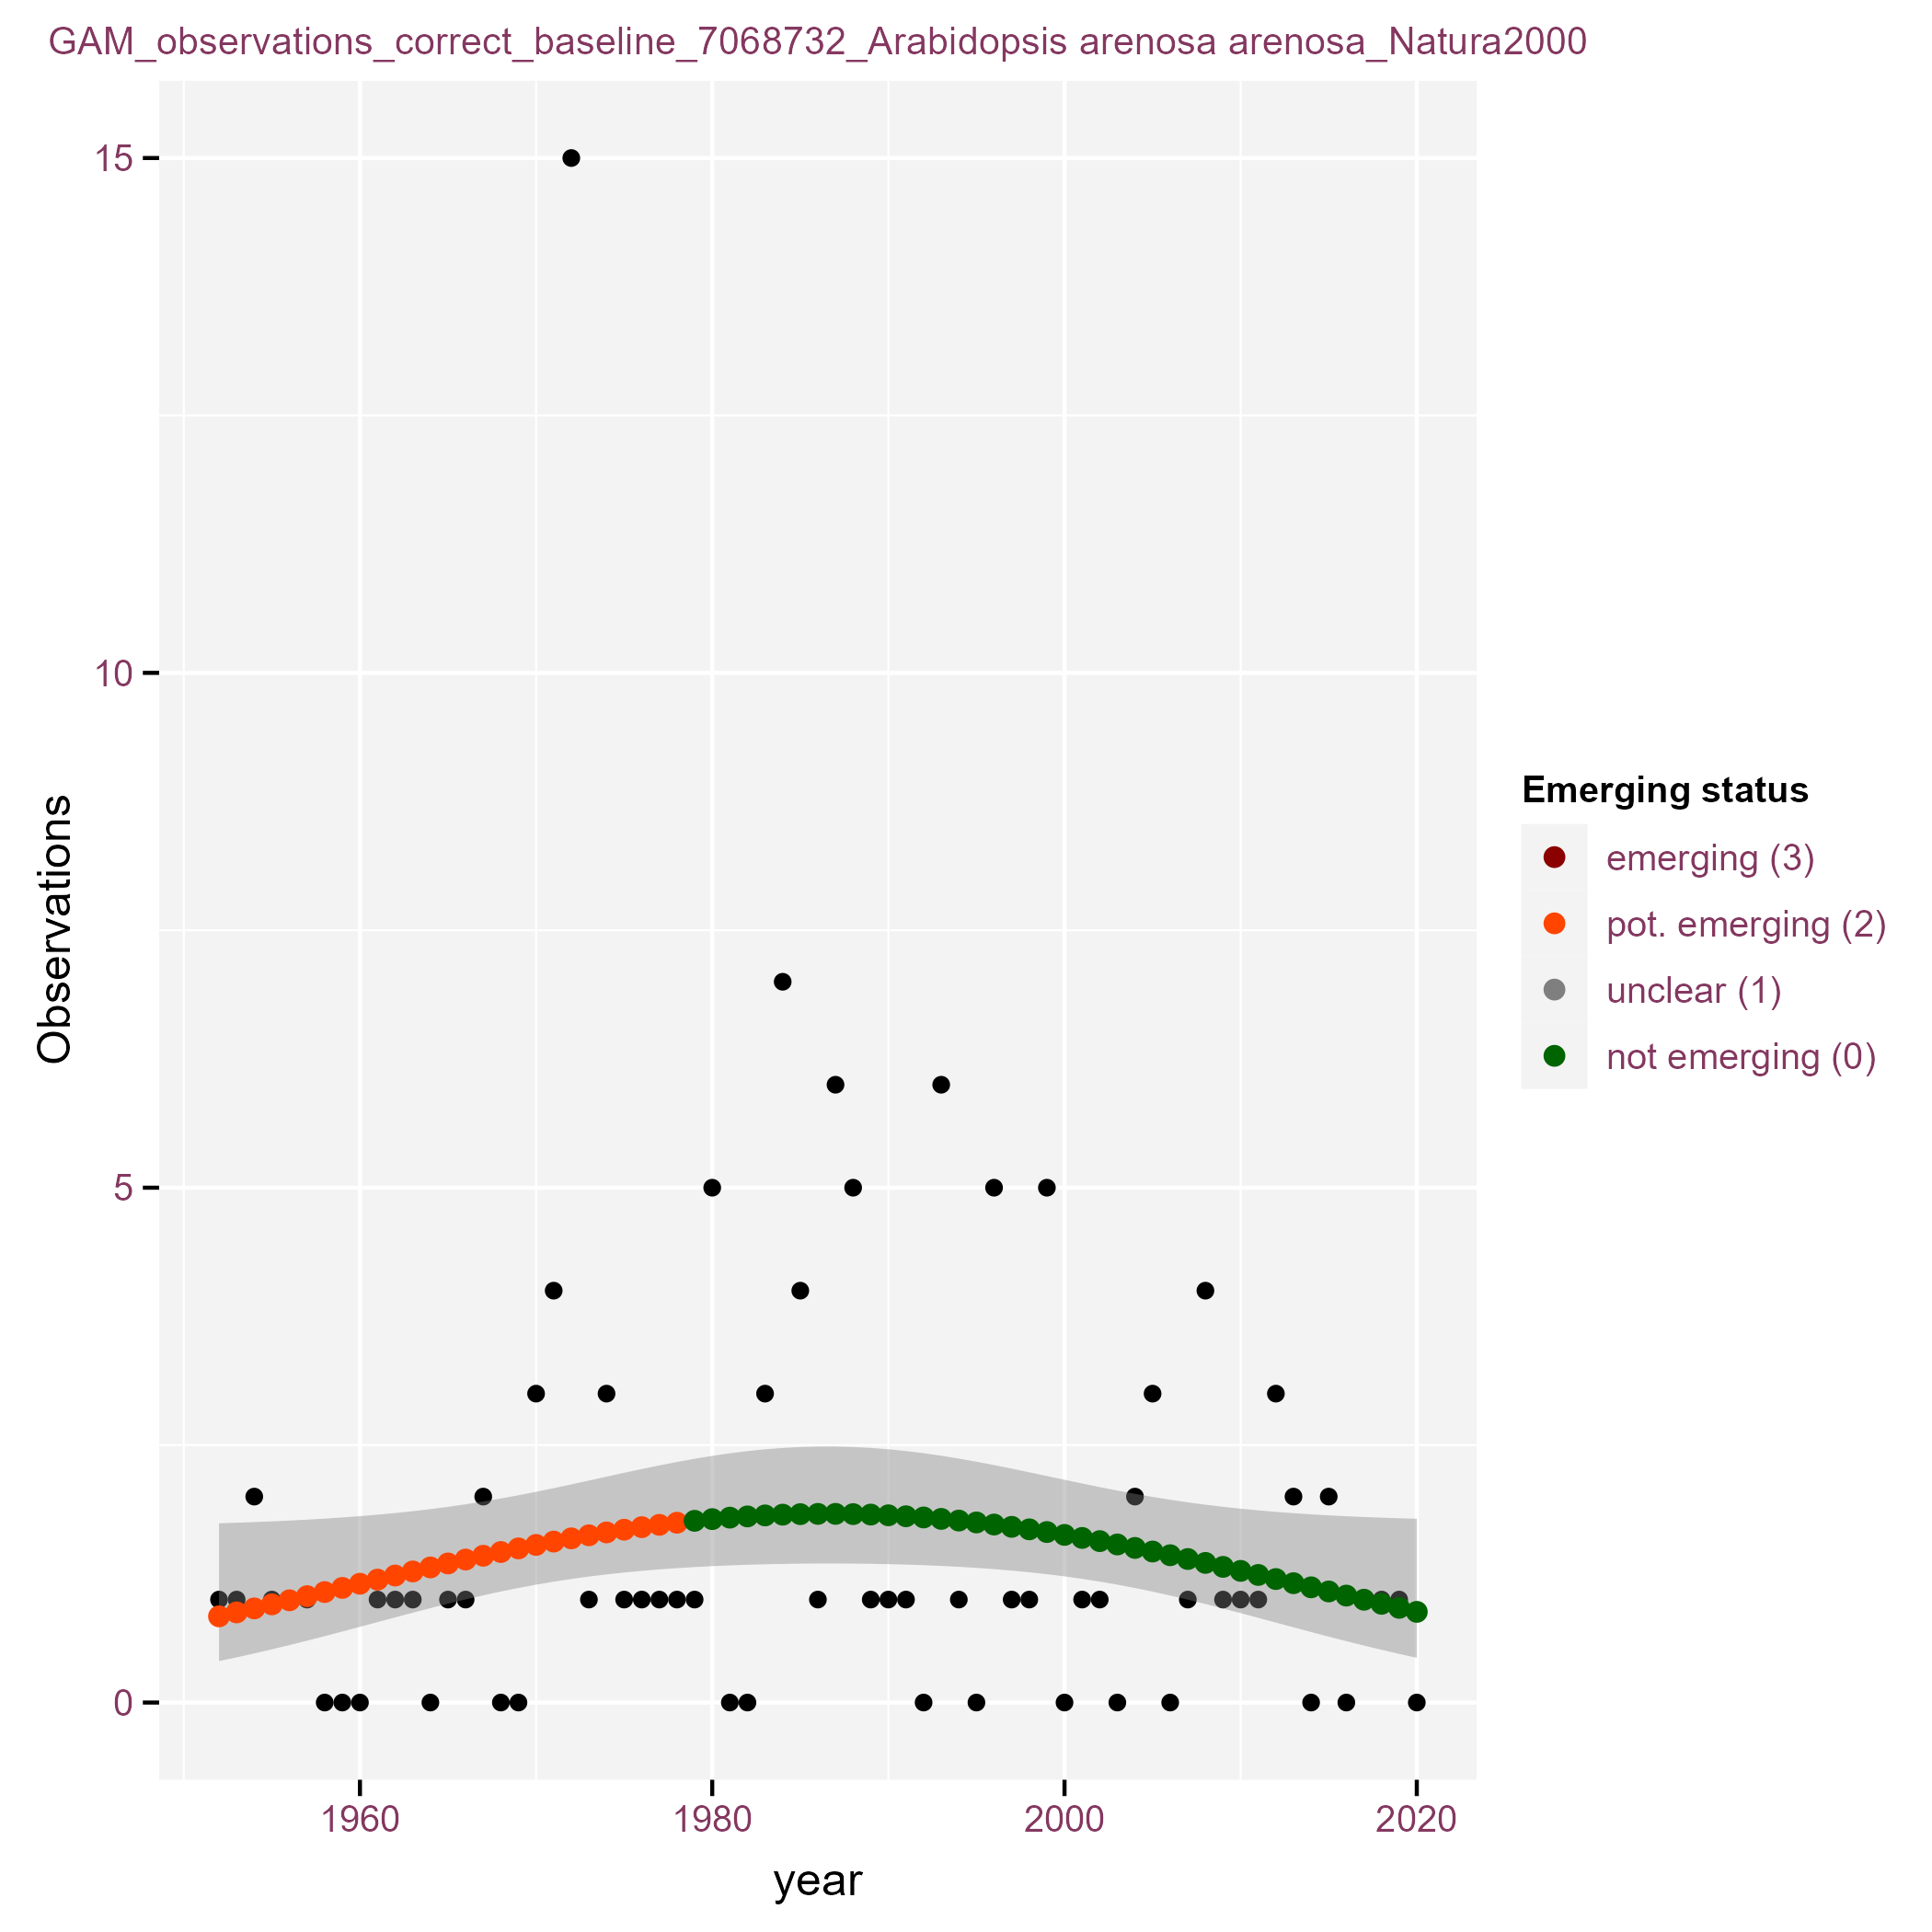 GAM_observations_correct_baseline_7068732_Arabidopsis arenosa arenosa_Natura2000
15
10
5
0
Observations
1960
1980
2000
2020
year
Emerging status
emerging (3)
pot. emerging (2)
unclear (1)
not emerging (0)